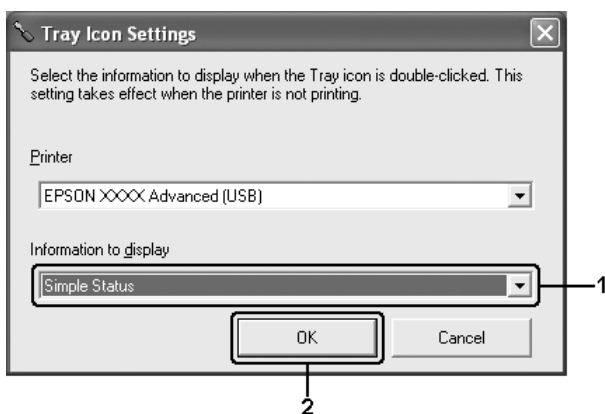 Tray Icon Settings
Select the information to display when the Tray icon is double-clicked. This
setting takes effect when the printer is not printing.
Printer
EPSON XXXX Advanced (USB)
Information to display
Simple Status
1
OK
Cancel
2